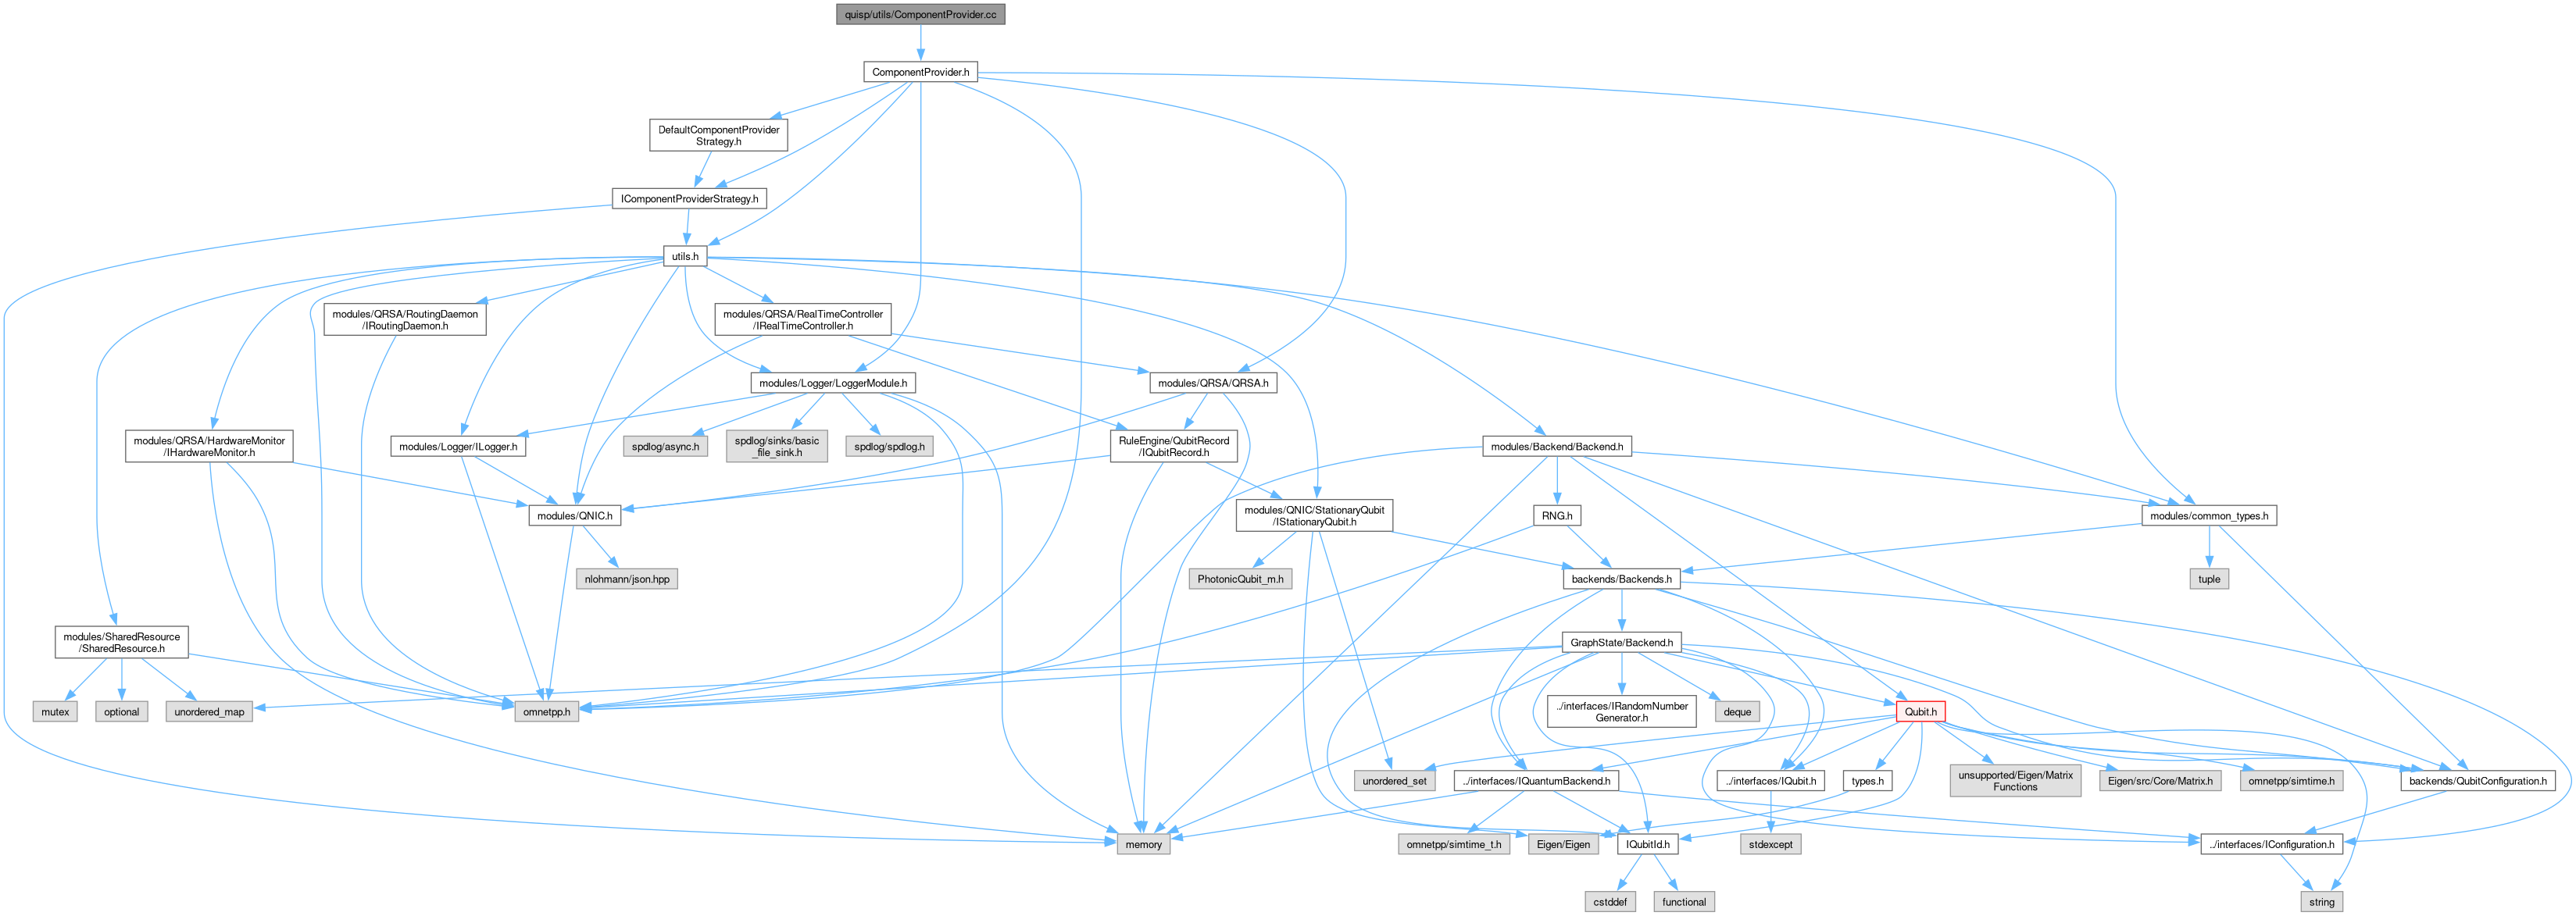 quisp/utils/ComponentProvider.cc
ComponentProvider.h
DefaultComponentProvider
Strategy.h
IComponentProviderStrategy.h
utils.h
modules/QRSA/RoutingDaemon
/IRoutingDaemon.h
modules/QRSA/RealTimeController
/IRealTimeController.h
modules/Logger/LoggerModule.h
modules/QRSA/QRSA.h
modules/QRSA/HardwareMonitor
/IHardwareMonitor.h
modules/Logger/ILogger.h
spdlog/async.h
spdlog/sinks/basic
_file_sink.h
spdlog/spdlog.h
RuleEngine/QubitRecord
/IQubitRecord.h
modules/Backend/Backend.h
modules/QNIC.h
modules/QNIC/StationaryQubit
/IStationaryQubit.h
RNG.h
modules/common_types.h
nlohmann/json.hpp
PhotonicQubit_m.h
backends/Backends.h
tuple
modules/SharedResource
/SharedResource.h
GraphState/Backend.h
mutex
optional
unordered_map
omnetpp.h
../interfaces/IRandomNumber
Generator.h
deque
Qubit.h
unordered_set
../interfaces/IQuantumBackend.h
../interfaces/IQubit.h
types.h
unsupported/Eigen/Matrix
Functions
Eigen/src/Core/Matrix.h
omnetpp/simtime.h
backends/QubitConfiguration.h
memory
omnetpp/simtime_t.h
Eigen/Eigen
IQubitId.h
stdexcept
../interfaces/IConfiguration.h
cstddef
functional
string